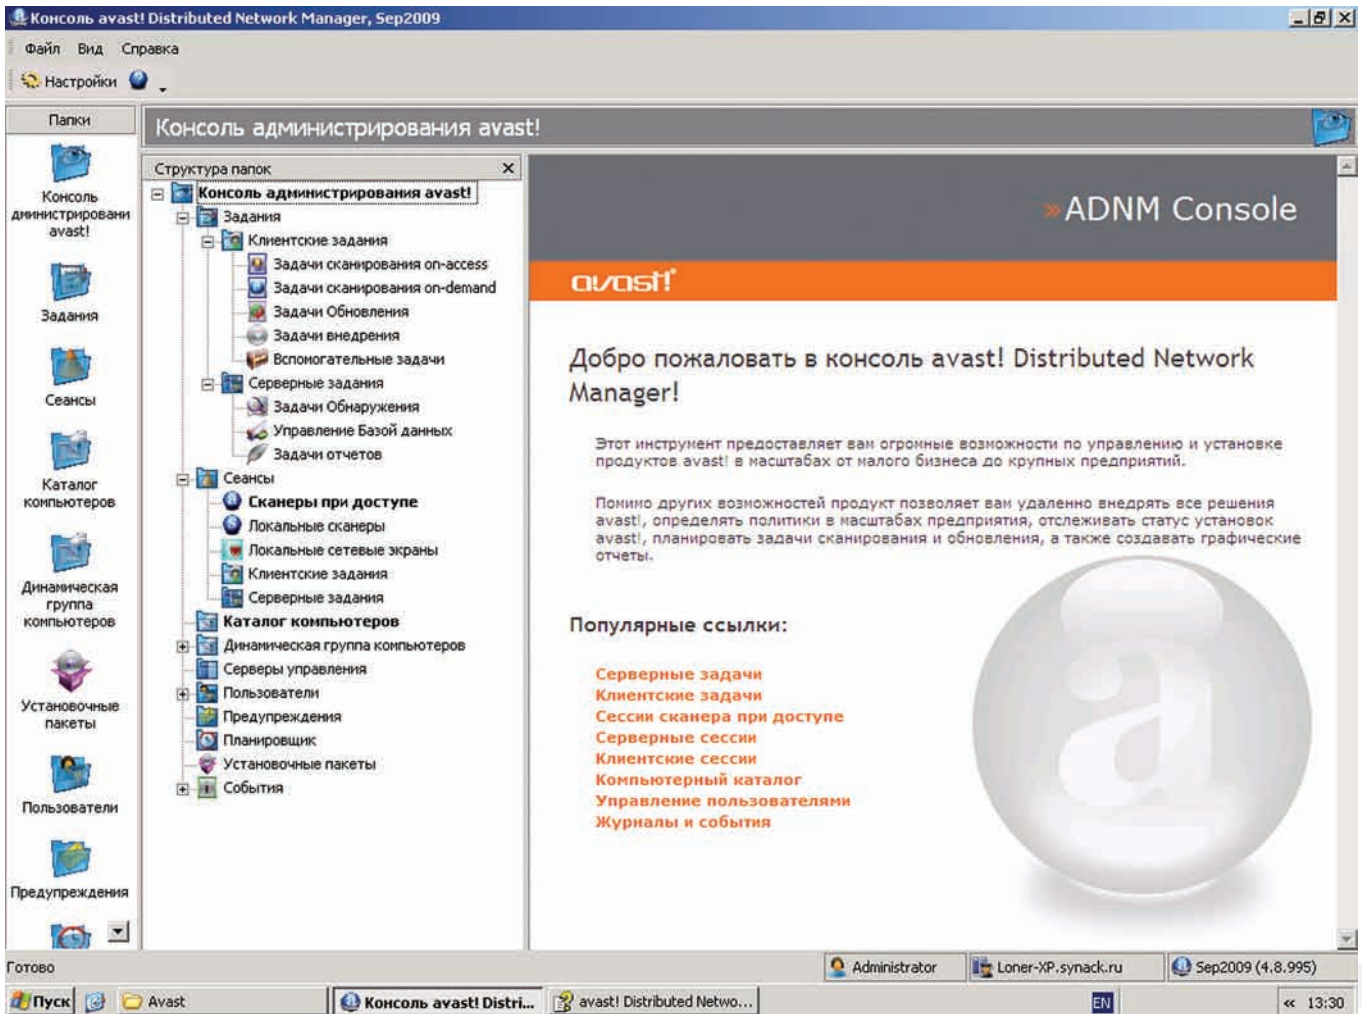 Консоль avast! Distributed Network Manager, Sep2009
Файл Вид Справка
Настройки
Папки
Консоль администрирования avast!
Консоль
дминистрировани
avast!
Задания
Сеансы
Каталог
компьютеров
Динамическая
группа
компьютеров
Установочные
пакеты
Пользователи
Предупреждения
Структура папок
Консоль администрирования avast!
Задания
Клиентские задания
Задачи сканирования on-access
Задачи сканирования on-demand
Задачи Обновления
Задачи внедрения
Вспомогательные задачи
Серверные задания
Задачи Обнаружения
Управление Базой данных
Задачи отчетов
Сеансы
Сканеры при доступе
Локальные сканеры
Локальные сетевые экраны
Клиентские задания
Серверные задания
Каталог компьютеров
Динамическая группа компьютеров
Серверы управления
Пользователи
Предупреждения
Планировщик
Установочные пакеты
События
»ADNM Console
avast!
Добро пожаловать в консоль avast! Distributed Network
Manager!
Этот инструмент предоставляет вам огромные возможности по управлению и установке
продуктов avast! в масштабах от малого бизнеса до крупных предприятий.
Помимо других возможностей продукт позволяет вам удаленно внедрять все решения
avast!, определять политики в масштабах предприятия, отслеживать статус установок
avast!, планировать задачи сканирования и обновления, а также создавать графические
отчеты.
Популярные ссылки:
Серверные задачи
Клиентские задачи
Сессии сканера при доступе
Серверные сессии
Клиентские сессии
Компьютерный каталог
Управление пользователями
Журналы и события
a
Готово
Administrator
Loner-XP.synack.ru
Sep2009 (4.8.995)
Пуск
Avast
Консоль avast! Distri...
avast! Distributed Netwo...
EN
« 13:30